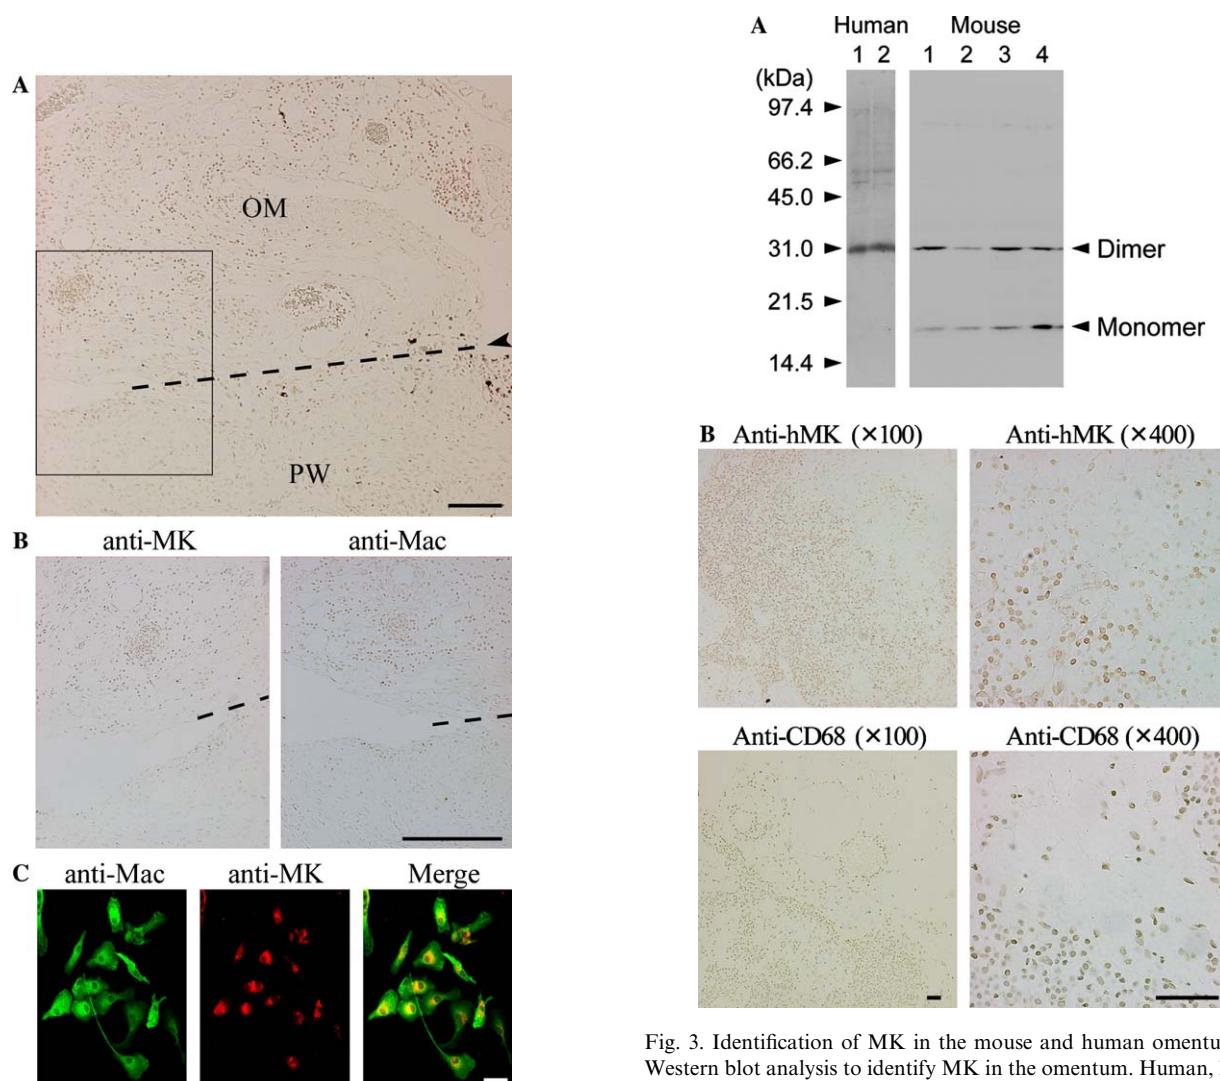 A
OM
PW
B
anti-MK anti-Mac
C
anti-Mac anti-MK Merge
A
Human Mouse
1 2 1 2 3 4
(kDa)
97.4
66.2
45.0
31.0
21.5
14.4
Dimer
Monomer
B
Anti-hMK (×100) Anti-hMK (×400)
Anti-CD68 (×100) Anti-CD68 (×400)
Fig. 3. Identification of MK in the mouse and human omentu
Western blot analysis to identify MK in the omentum. Human,